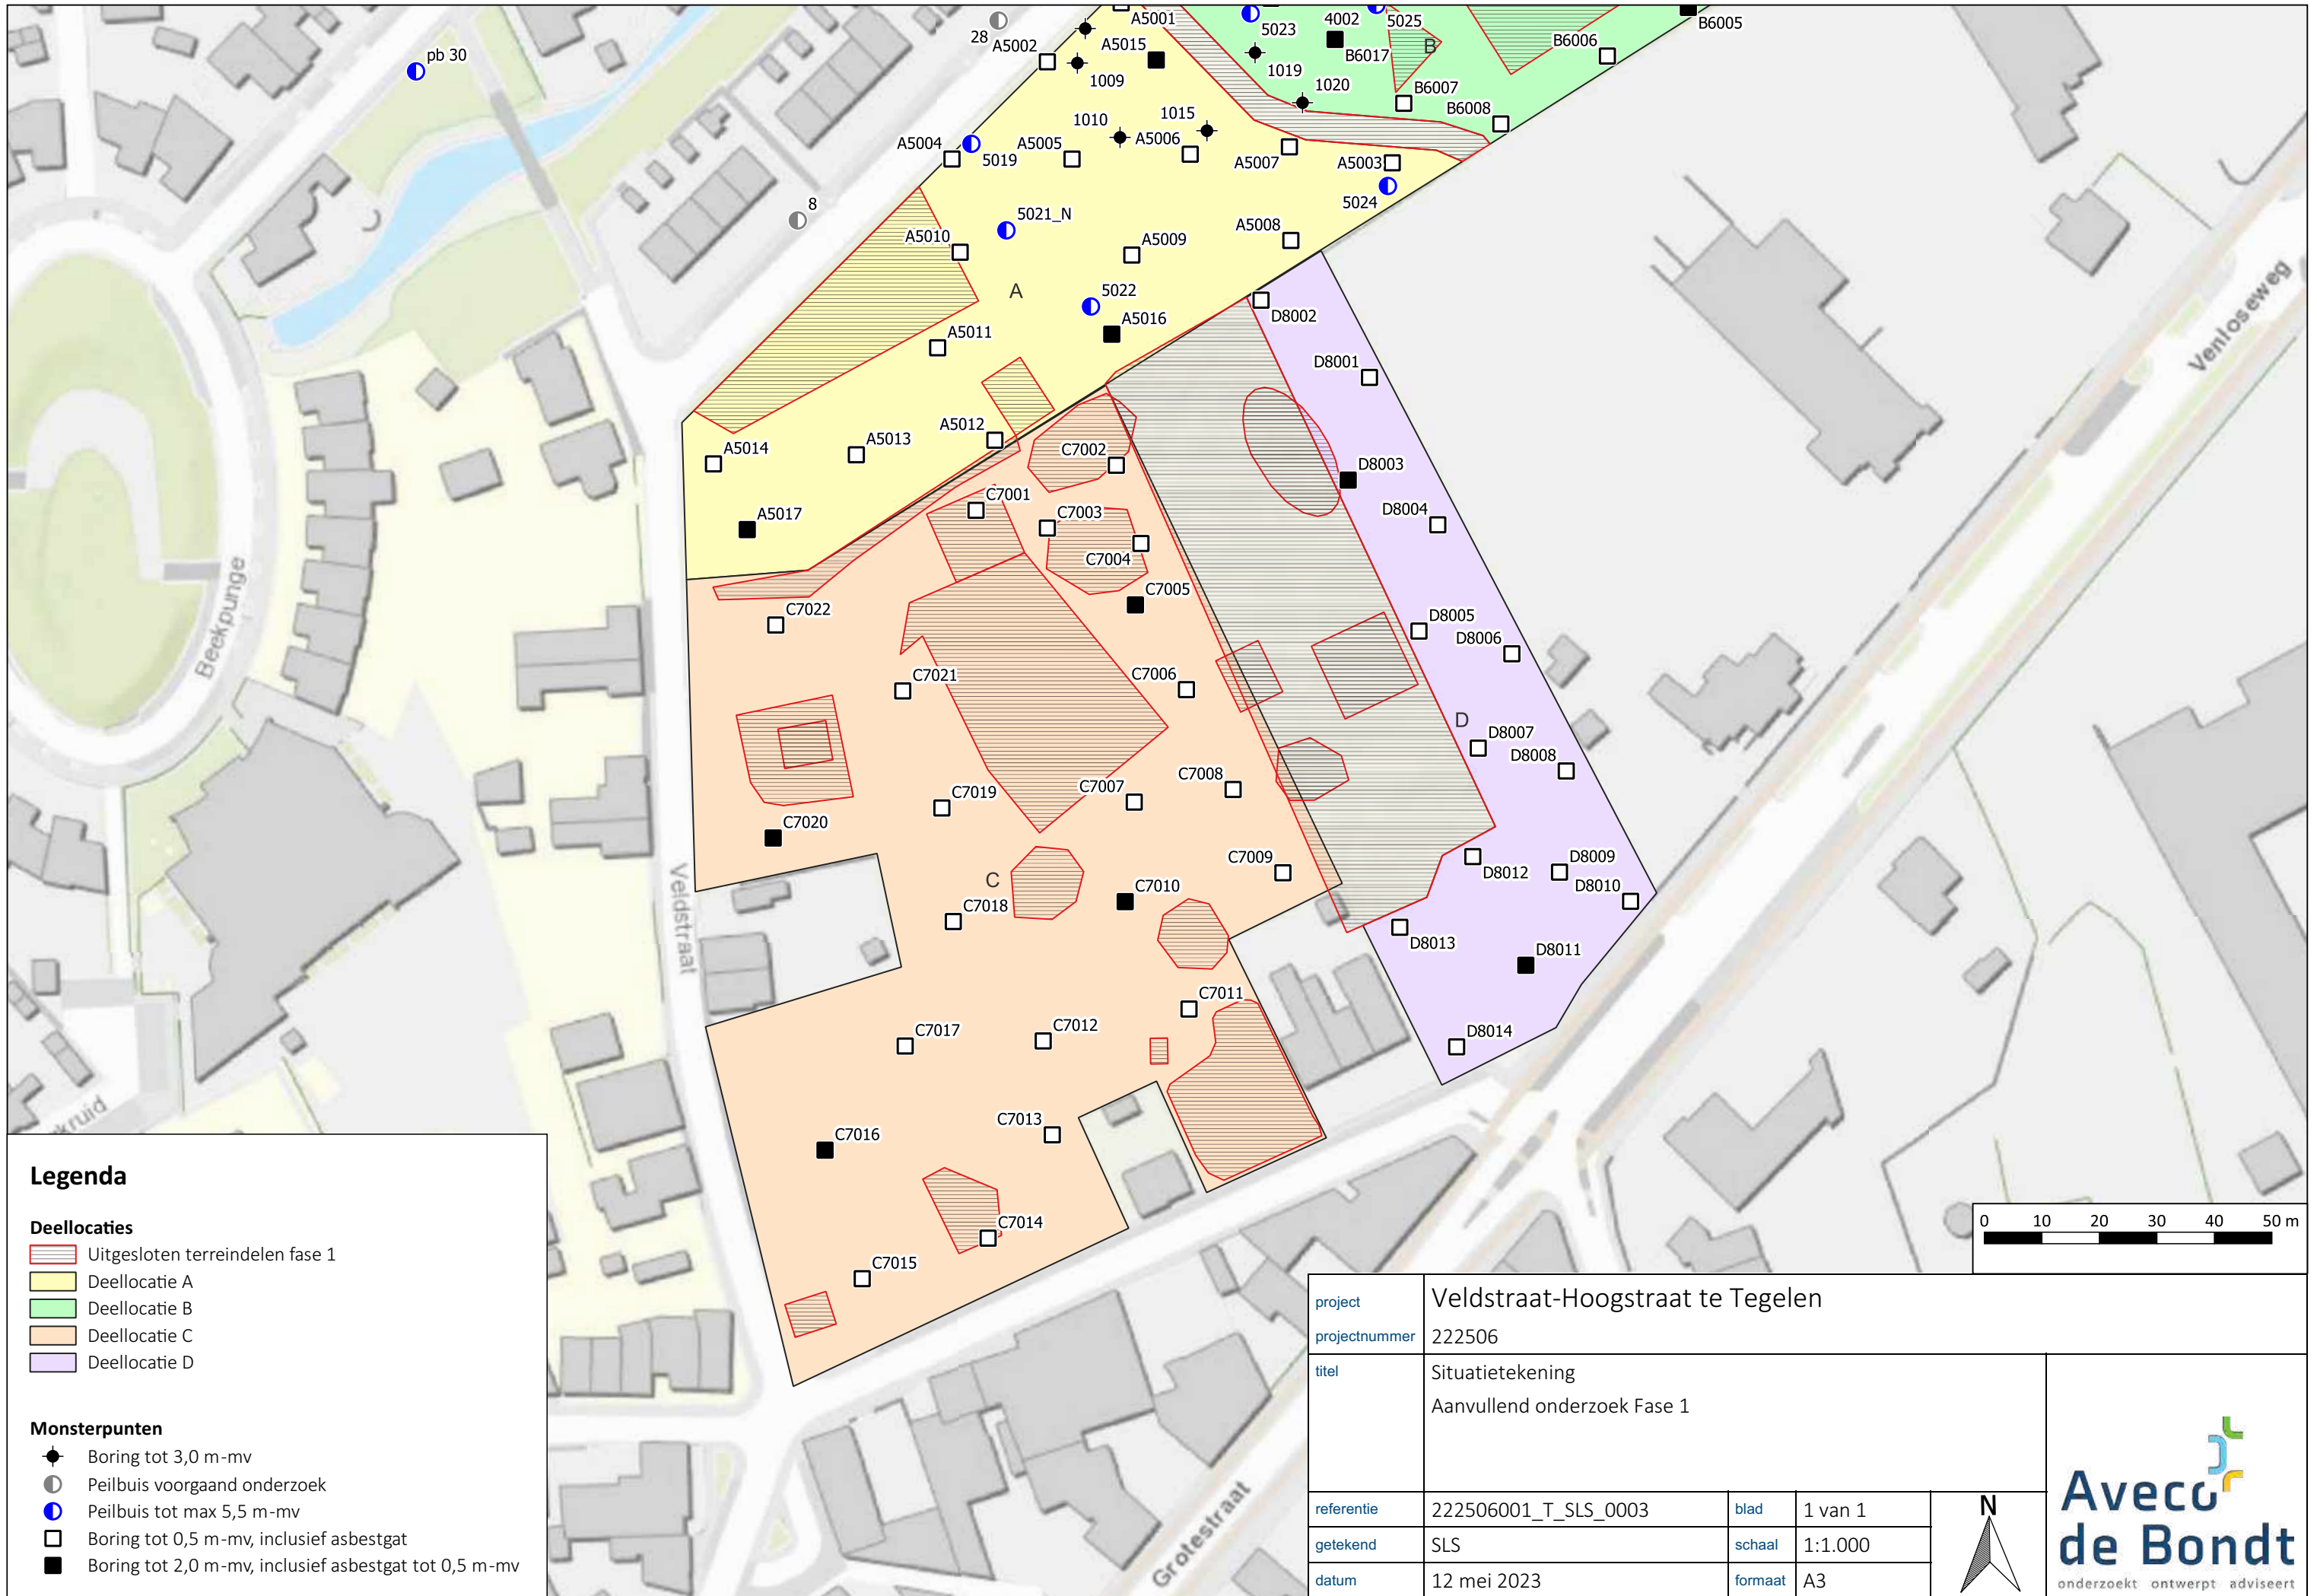 28
A5002
A5001
A5015
1009
5023
1019
4002
B6017
5025
B
B6006
B6005
pb 30
1020
B6007
B6008
1010
1015
A5004
5019
A5005
A5006
A5007
A5003
5024
8
5021_N
A5010
A5009
A5008
A
5022
A5016
D8002
A5011
D8001
Venloseweg
A5012
A5013
A5014
C7002
D8003
A5017
C7001
C7003
C7004
D8004
C7005
C7022
D8005
D8006
Beekpunge
C7021
C7006
D
D8007
D8008
C7019
C7007
C7008
C7020
C7009
D8012
D8009
D8010
C
C7018
C7010
D8013
D8011
Veldstraat
C7011
C7017
C7012
D8014
C7013
C7016
C7014
C7015
Grotestraat
Legenda
Deellocaties
Uitgesloten terreindelen fase 1
Deellocatie A
Deellocatie B
Deellocatie C
Deellocatie D
Monsterpunten
Boring tot 3,0 m-mv
Peilbuis voorgaand onderzoek
Peilbuis tot max 5,5 m-mv
Boring tot 0,5 m-mv, inclusief asbestgat
Boring tot 2,0 m-mv, inclusief asbestgat tot 0,5 m-mv
0 10 20 30 40 50 m
project Veldstraat-Hoogstraat te Tegelen
projectnummer 222506
titel Situatietekening
Aanvullend onderzoek Fase 1
referentie 222506001_T_SLS_0003 blad 1 van 1
getekend SLS schaal 1:1.000
datum 12 mei 2023 formaat A3
N
Aveco
de Bondt
onderzoekt ontwerpt adviseert